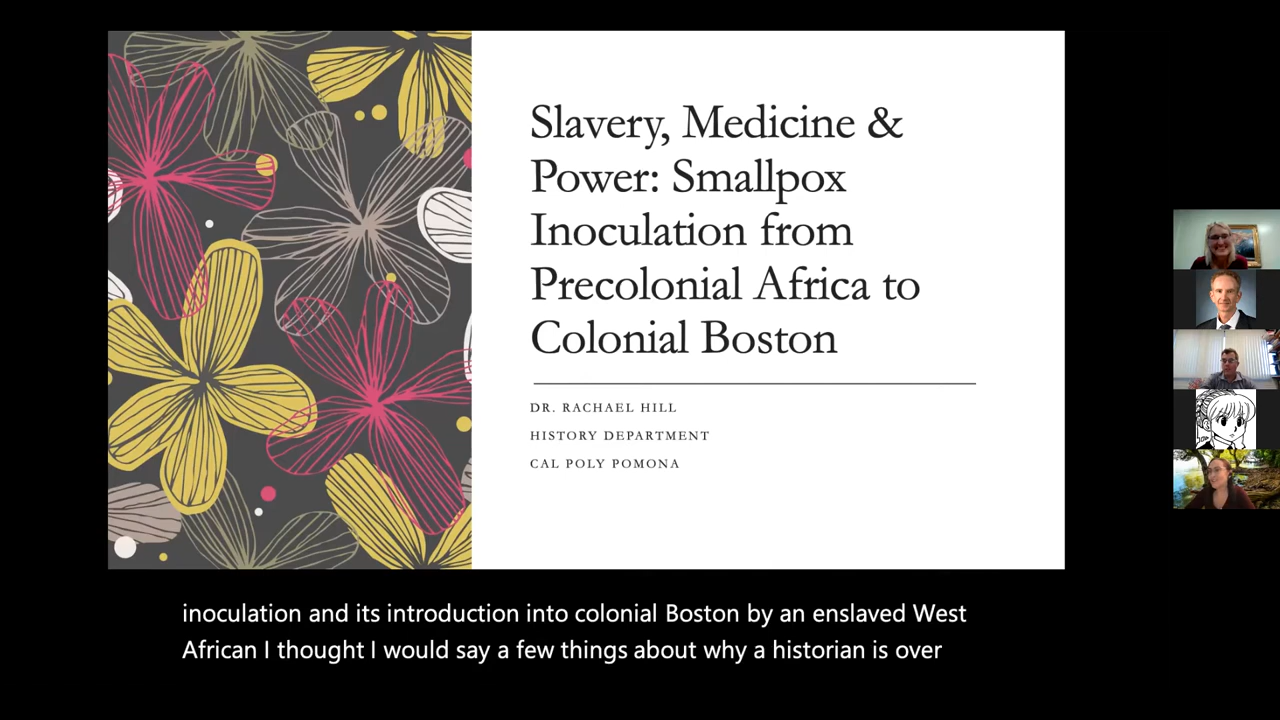 Slavery, Medicine &
Power: Smallpox
Inoculation from
Precolonial Africa to
Colonial Boston
DR. RACHAEL HILL
HISTORY DEPARTMENT
CAL POLY POMONA
inoculation and its introduction into colonial Boston by an enslaved West
African I thought I would say a few things about why a historian is over